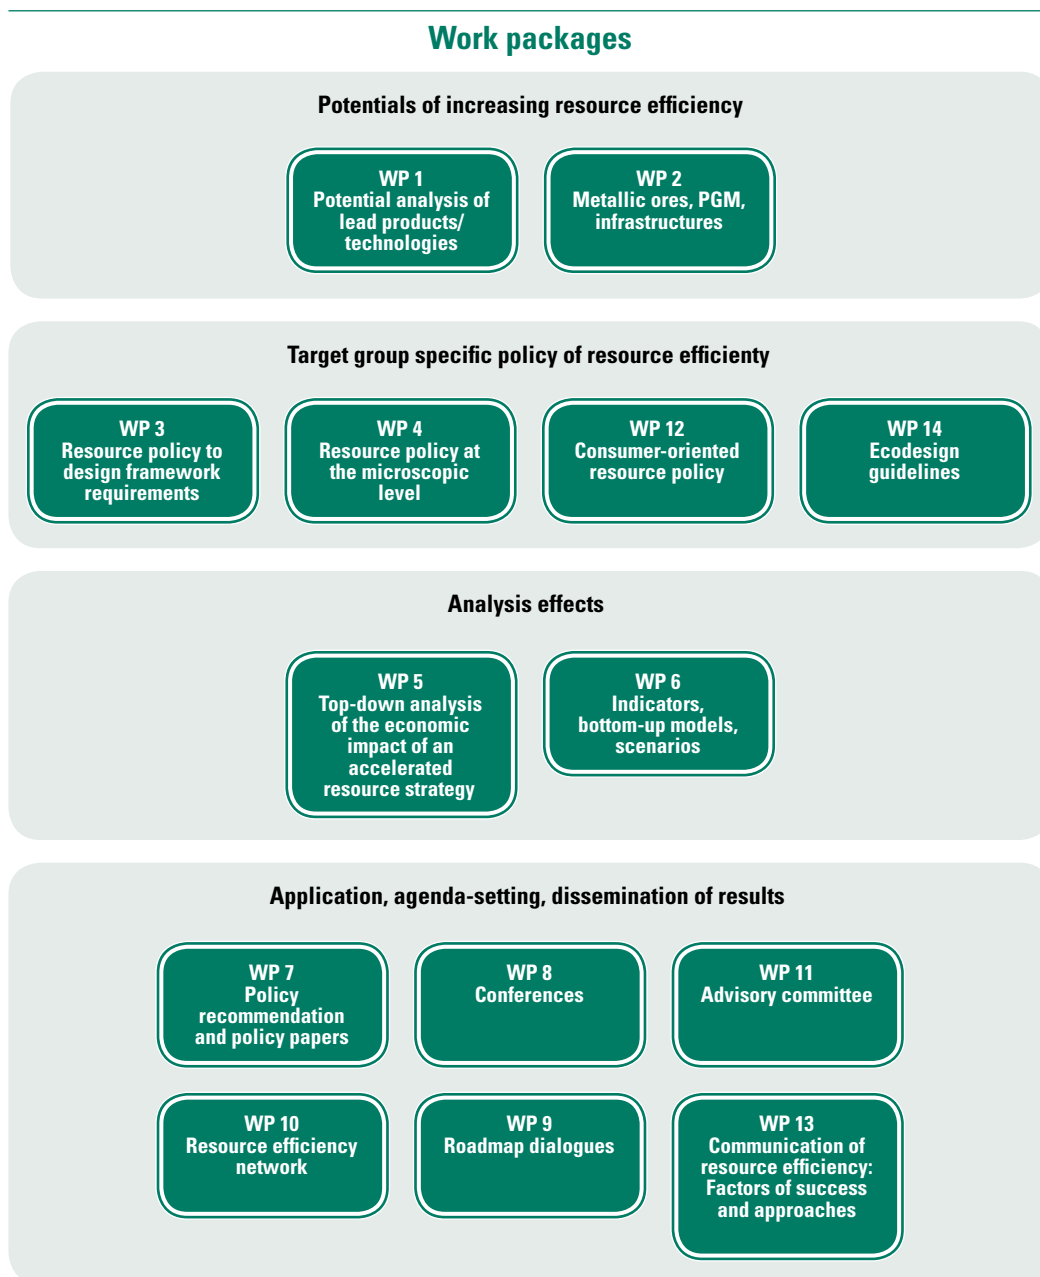 Work packages
Potentials of increasing resource efficiency
WP 1
Potential analysis of
lead products/
technologies
WP 2
Metallic ores, PGM,
infrastructures
Target group specific policy of resource efficienty
WP 3
Resource policy to
design framework
requirements
WP 4
Resource policy at
the microscopic
level
WP 12
Consumer-oriented
resource policy
WP 14
Ecodesign
guidelines
Analysis effects
WP 5
Top-down analysis
of the economic
impact of an
accelerated
resource strategy
WP 6
Indicators,
bottom-up models,
scenarios
Application, agenda-setting, dissemination of results
WP 7
Policy
recommendation
and policy papers
WP 8
Conferences
WP 11
Advisory committee
WP 10
Resource efficiency
network
WP 9
Roadmap dialogues
WP 13
Communication of
resource efficiency:
Factors of success
and approaches